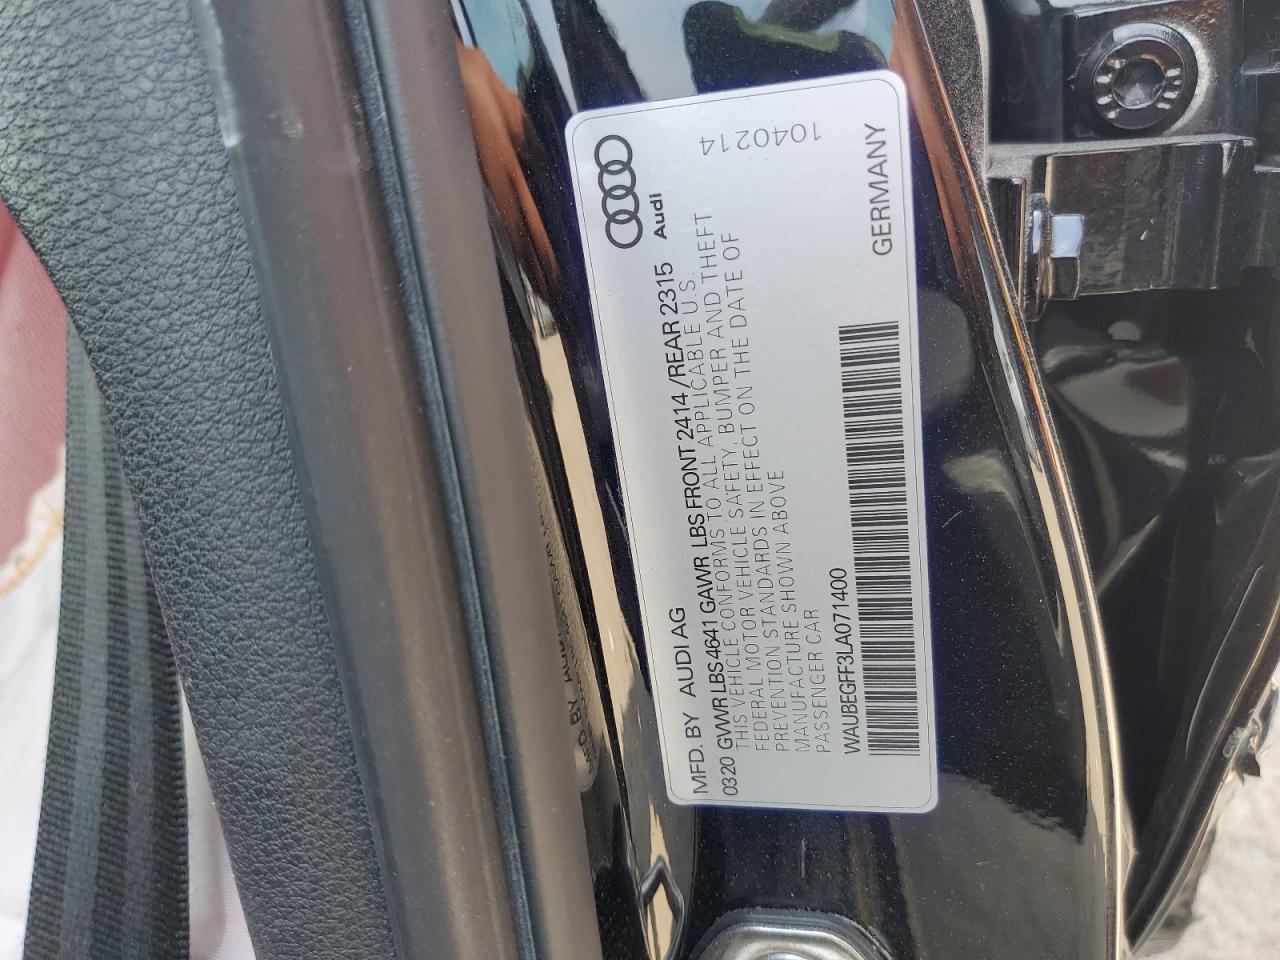 MFD. BY AUDI AG
Audi
0320 GWWR LBS 4641 GAWR LBS FRONT 2414 /REAR 2315
THIS VEHICLE CONFORMS TO ALL APPLICABLE U.S.
FEDERAL MOTOR VEHICLE SAFETY, BUMPER AND THEFT
PREVENTION STANDARDS IN EFFECT ON THE DATE OF
MANUFACTURE SHOWN ABOVE
PASSENGER CAR
1040214
WAUBEGFF3LA071400
GERMANY